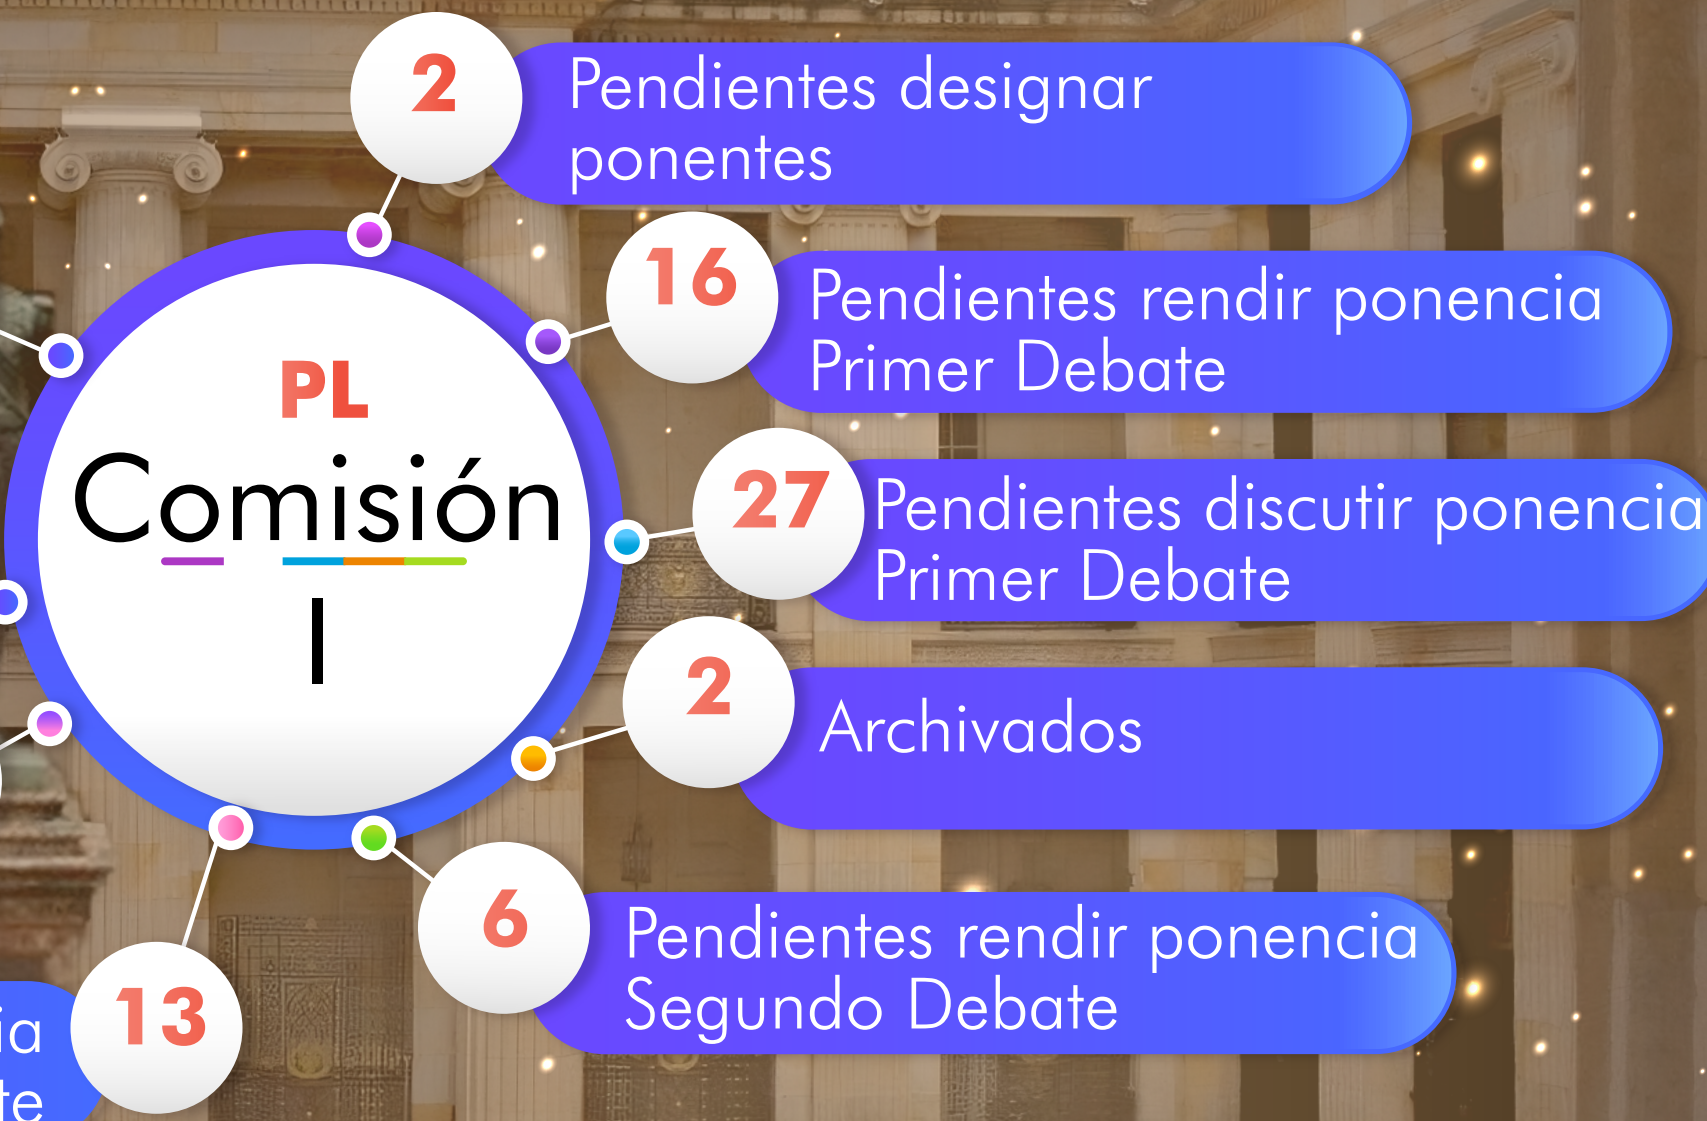 2
Pendientes designar
ponentes
16
Pendientes rendir ponencia
Primer Debate
PL
Comisión
I
27
Pendientes discutir ponencia
Primer Debate
2
Archivados
6
Pendientes rendir ponencia
Segundo Debate
13